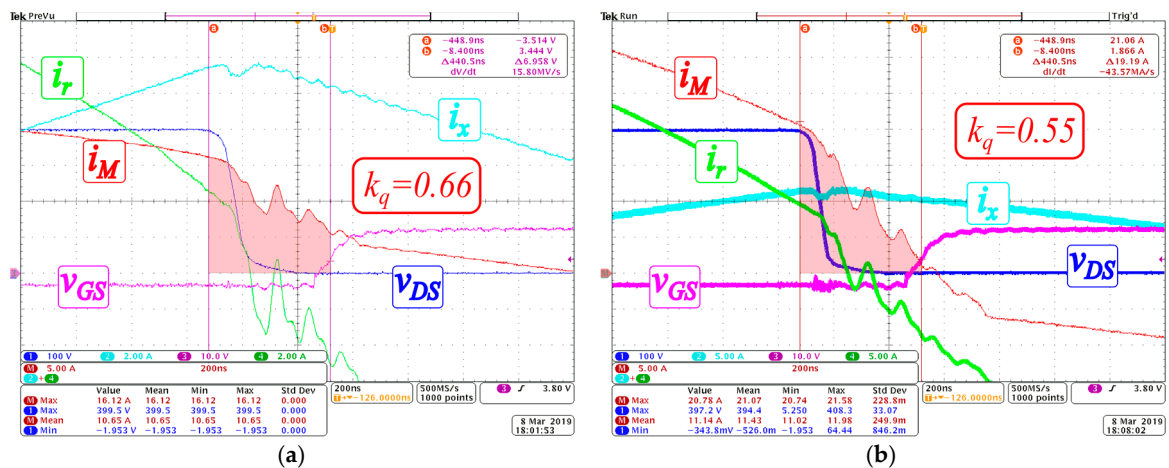 Tek PreVu
a
b
T
a -448.9ns -3.514 V
b -8.400ns 3.444 V
Δ440.5ns Δ6.958 V
dV/dt 15.80MV/s
i_r
i_x
i_M
k_q=0.66
v_GS
v_DS
1 100 V 2 2.00 A 3 10.0 V 4 2.00 A
M 5.00 A 200ns
2+4
Value Mean Min Max Std Dev
M Max 16.12 A 16.12 16.12 16.12 0.000
1 Max 399.5 V 399.5 399.5 399.5 0.000
M Mean 10.65 A 10.65 10.65 10.65 0.000
1 Min -1.953 V -1.953 -1.953 -1.953 0.000
200ns 500MS/s 3 3.80 V
T→▼-126.0000ns 1000 points
8 Mar 2019
18:01:53
(a)
Tek Run Trig'd
a
b
T
a -448.9ns 21.06 A
b -8.400ns 1.866 A
Δ440.5ns Δ19.19 A
dI/dt -43.57MA/s
i_M
k_q=0.55
i_r
i_x
v_GS
v_DS
1 100 V 2 5.00 A 3 10.0 V 4 5.00 A
M 5.00 A 200ns
2+4
Value Mean Min Max Std Dev
M Max 20.78 A 21.07 20.74 21.58 228.8m
1 Max 397.2 V 394.4 5.250 408.3 33.07
M Mean 11.14 A 11.43 11.02 11.98 249.9m
1 Min -343.8mV -526.0m -1.953 64.44 846.2m
200ns 500MS/s 3 3.80 V
T→▼-126.0000ns 1000 points
8 Mar 2019
18:08:02
(b)